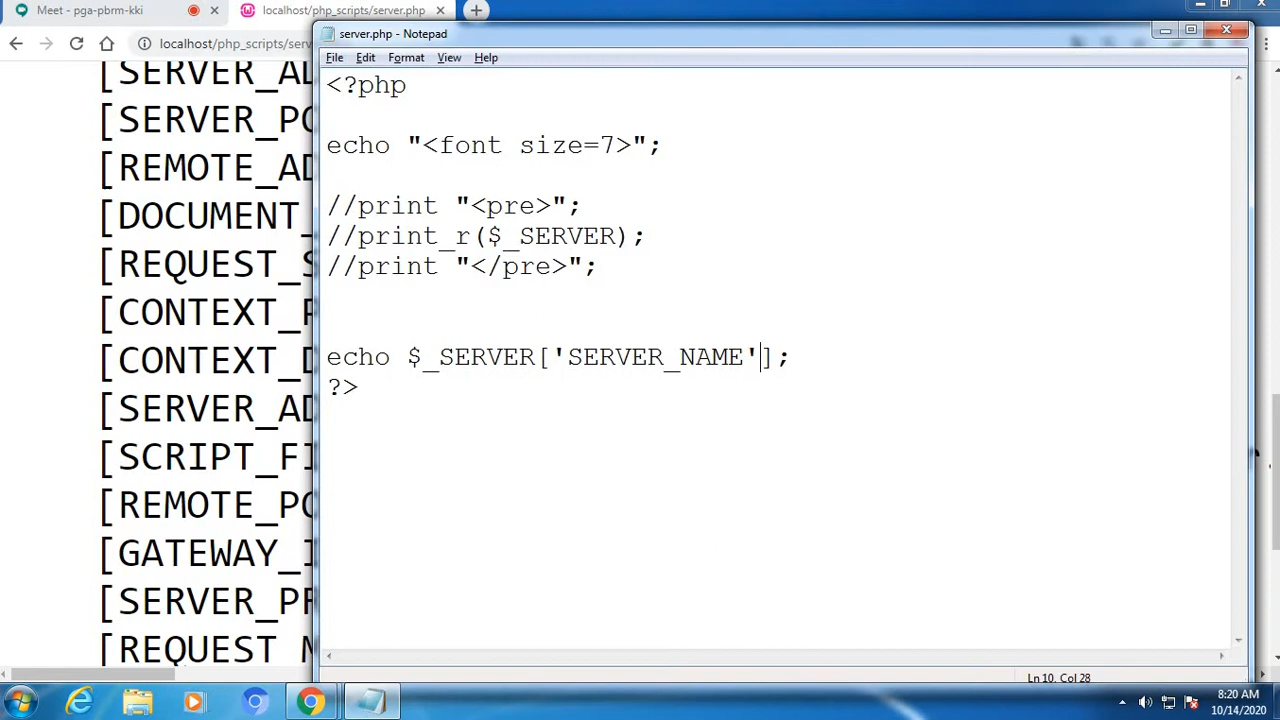 Meet - pga-pbrm-kki
localhost/php_scripts/server.php
localhost/php_scripts/serv
server.php - Notepad
File Edit Format View Help
<?php
echo "<font size=7>";
//print "<pre>";
//print_r($_SERVER);
//print "</pre>";
echo $_SERVER['SERVER_NAME'];
?>
[SERVER_AD
[SERVER_PO
[REMOTE_AD
[DOCUMENT_
[REQUEST_S
[CONTEXT_P
[CONTEXT_D
[SERVER_AD
[SCRIPT_FI
[REMOTE_PO
[GATEWAY_I
[SERVER_PR
[REQUEST_M
Ln 10, Col 28
8:20 AM
10/14/2020